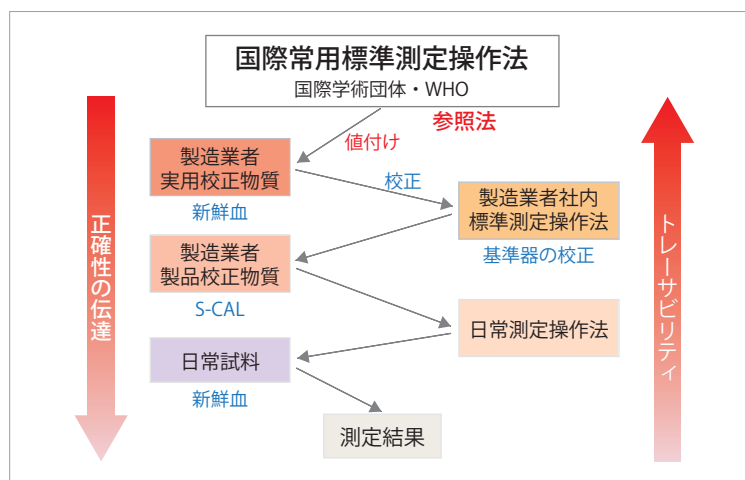 国際常用標準測定操作法
国際学術団体・WHO
参照法
値付け
製造業者
実用校正物質
新鮮血
校正
製造業者社内
標準測定操作法
基準器の校正
製造業者
製品校正物質
S-CAL
日常測定操作法
日常試料
新鮮血
測定結果
正確性の伝達
トレーサビリティ